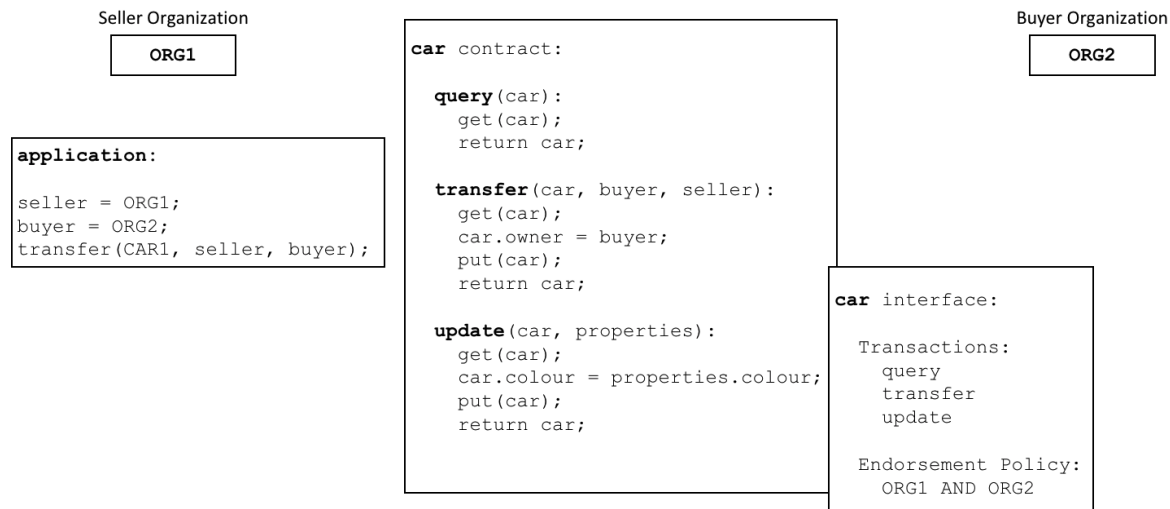 Seller Organization
ORG1
application:
seller = ORG1;
buyer = ORG2;
transfer(CAR1, seller, buyer);
car contract:
query(car):
get(car);
return car;
transfer(car, buyer, seller):
get(car);
car.owner = buyer;
put(car);
return car;
update(car, properties):
get(car);
car.colour = properties.colour;
put(car);
return car;
Buyer Organization
ORG2
car interface:
Transactions:
query
transfer
update
Endorsement Policy:
ORG1 AND ORG2